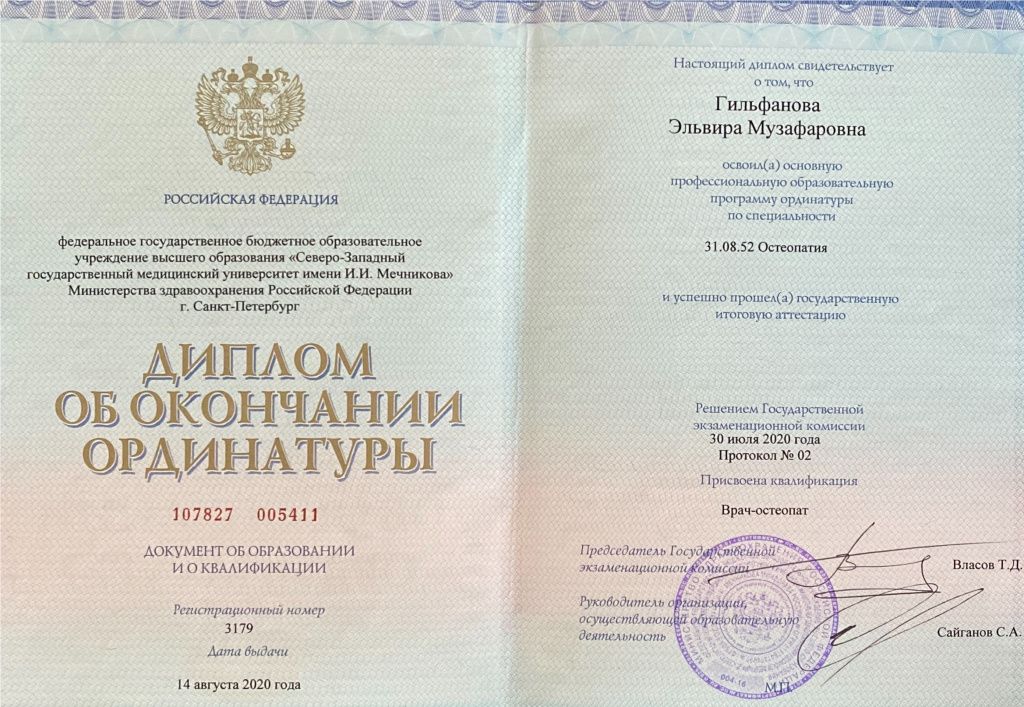 РОССИЙСКАЯ ФЕДЕРАЦИЯ
федеральное государственное бюджетное образовательное
учреждение высшего образования «Северо-Западный
государственный медицинский университет имени И.И. Мечникова»
Министерства здравоохранения Российской Федерации
г. Санкт-Петербург
ДИПЛОМ
ОБ ОКОНЧАНИИ
ОРДИНАТУРЫ
107827 005411
ДОКУМЕНТ ОБ ОБРАЗОВАНИИ
И О КВАЛИФИКАЦИИ
Регистрационный номер
3179
Дата выдачи
14 августа 2020 года
Настоящий диплом свидетельствует
о том, что
Гильфанова
Эльвира Музафаровна
освоил(а) основную
профессиональную образовательную
программу ординатуры
по специальности
31.08.52 Остеопатия
и успешно прошел(а) государственную
итоговую аттестацию
Решением Государственной
экзаменационной комиссии
30 июля 2020 года
Протокол № 02
Присвоена квалификация
Врач-остеопат
Председатель Государственной
экзаменационной комиссии
Власов Т.Д.
Руководитель организации,
осуществляющей образовательную
деятельность
Сайганов С.А.
М.П.